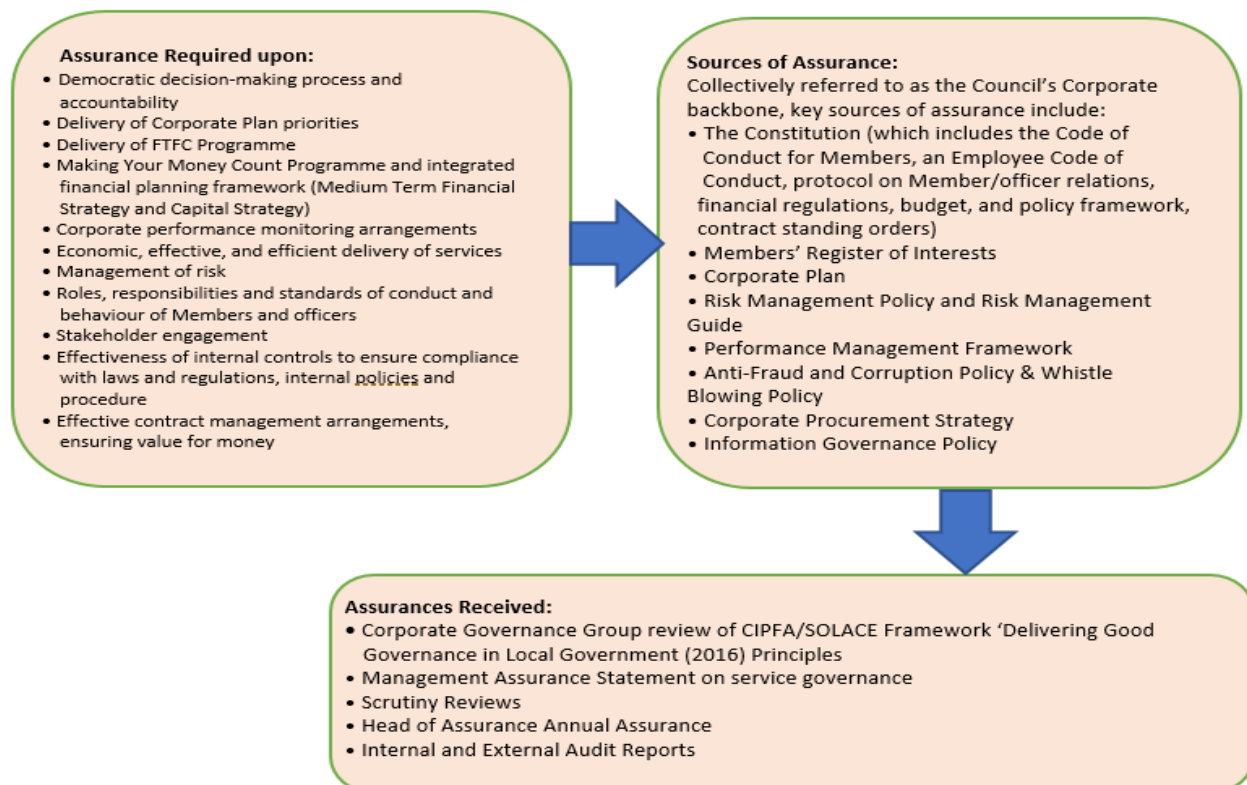 Assurance Required upon:
• Democratic decision-making process and
accountability
• Delivery of Corporate Plan priorities
• Delivery of FTFC Programme
• Making Your Money Count Programme and integrated
financial planning framework (Medium Term Financial
Strategy and Capital Strategy)
• Corporate performance monitoring arrangements
• Economic, effective, and efficient delivery of services
• Management of risk
• Roles, responsibilities and standards of conduct and
behaviour of Members and officers
• Stakeholder engagement
• Effectiveness of internal controls to ensure compliance
with laws and regulations, internal policies and
procedure
• Effective contract management arrangements,
ensuring value for money
Sources of Assurance:
Collectively referred to as the Council’s Corporate
backbone, key sources of assurance include:
• The Constitution (which includes the Code of
Conduct for Members, an Employee Code of
Conduct, protocol on Member/officer relations,
financial regulations, budget, and policy framework,
contract standing orders)
• Members’ Register of Interests
• Corporate Plan
• Risk Management Policy and Risk Management
Guide
• Performance Management Framework
• Anti-Fraud and Corruption Policy & Whistle
Blowing Policy
• Corporate Procurement Strategy
• Information Governance Policy
Assurances Received:
• Corporate Governance Group review of CIPFA/SOLACE Framework ‘Delivering Good
Governance in Local Government (2016) Principles
• Management Assurance Statement on service governance
• Scrutiny Reviews
• Head of Assurance Annual Assurance
• Internal and External Audit Reports